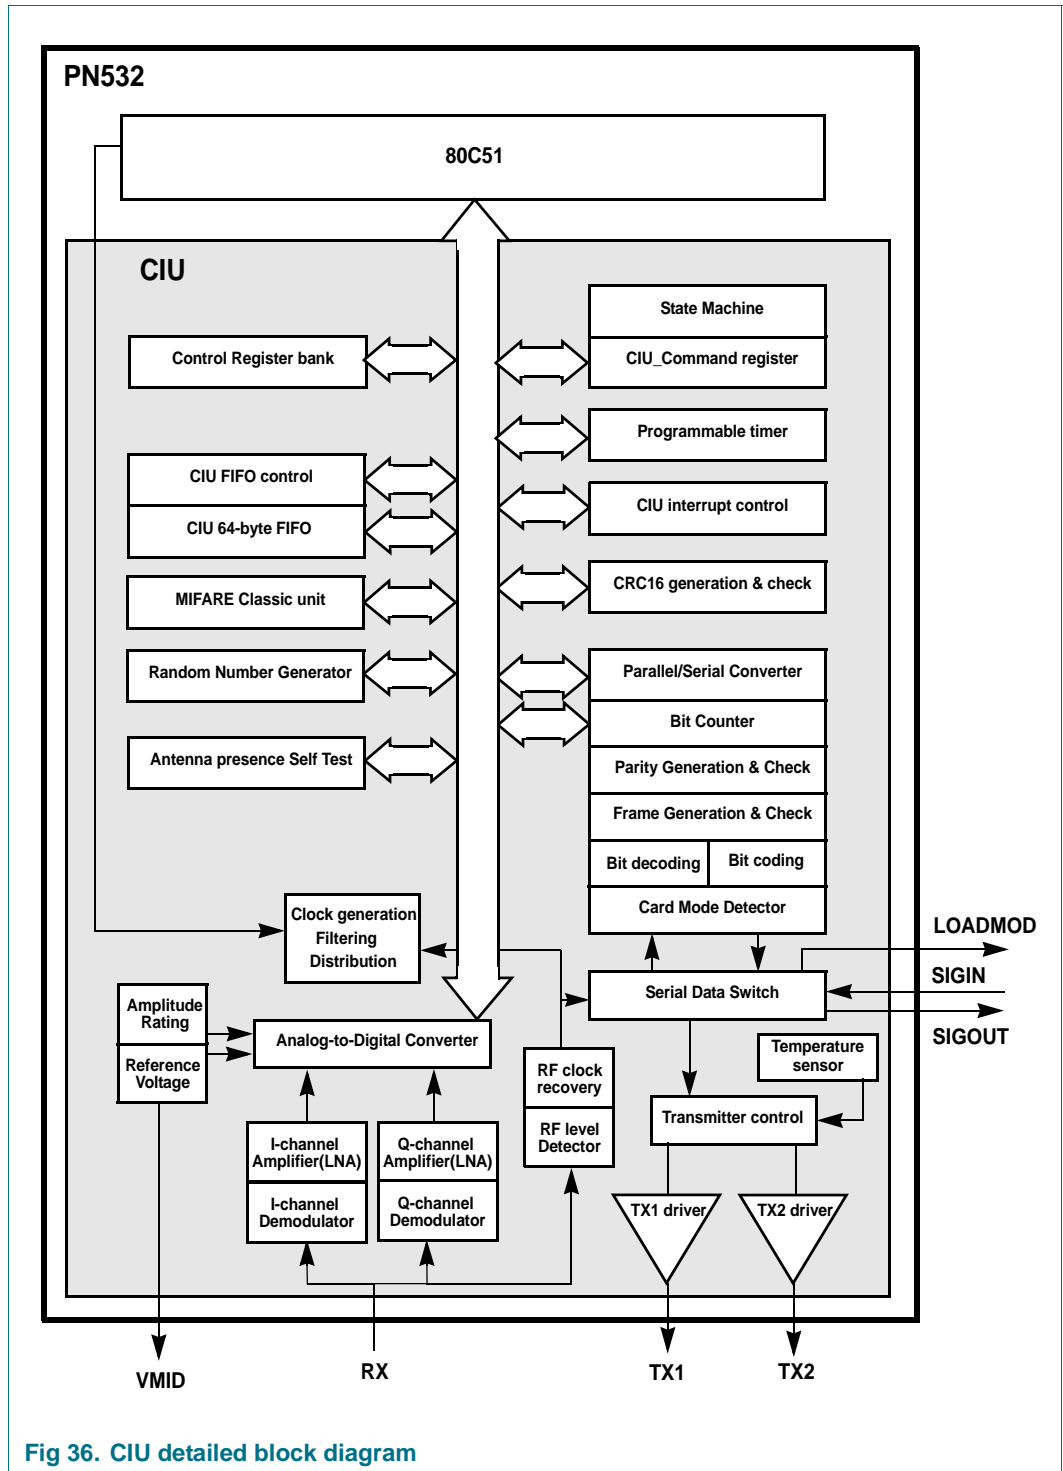 PN532
80C51
CIU
State Machine
Control Register bank
CIU_Command register
Programmable timer
CIU FIFO control
CIU interrupt control
CIU 64-byte FIFO
MIFARE Classic unit
CRC16 generation & check
Random Number Generator
Parallel/Serial Converter
Bit Counter
Antenna presence Self Test
Parity Generation & Check
Frame Generation & Check
Bit decoding
Bit coding
Clock generation
Filtering
Distribution
Card Mode Detector
LOADMOD
SIGIN
SIGOUT
Serial Data Switch
Amplitude
Rating
Reference
Voltage
Analog-to-Digital Converter
RF clock
recovery
RF level
Detector
Temperature
sensor
Transmitter control
I-channel
Amplifier(LNA)
I-channel
Demodulator
Q-channel
Amplifier(LNA)
Q-channel
Demodulator
TX1 driver
TX2 driver
VMID
RX
TX1
TX2
Fig 36. CIU detailed block diagram